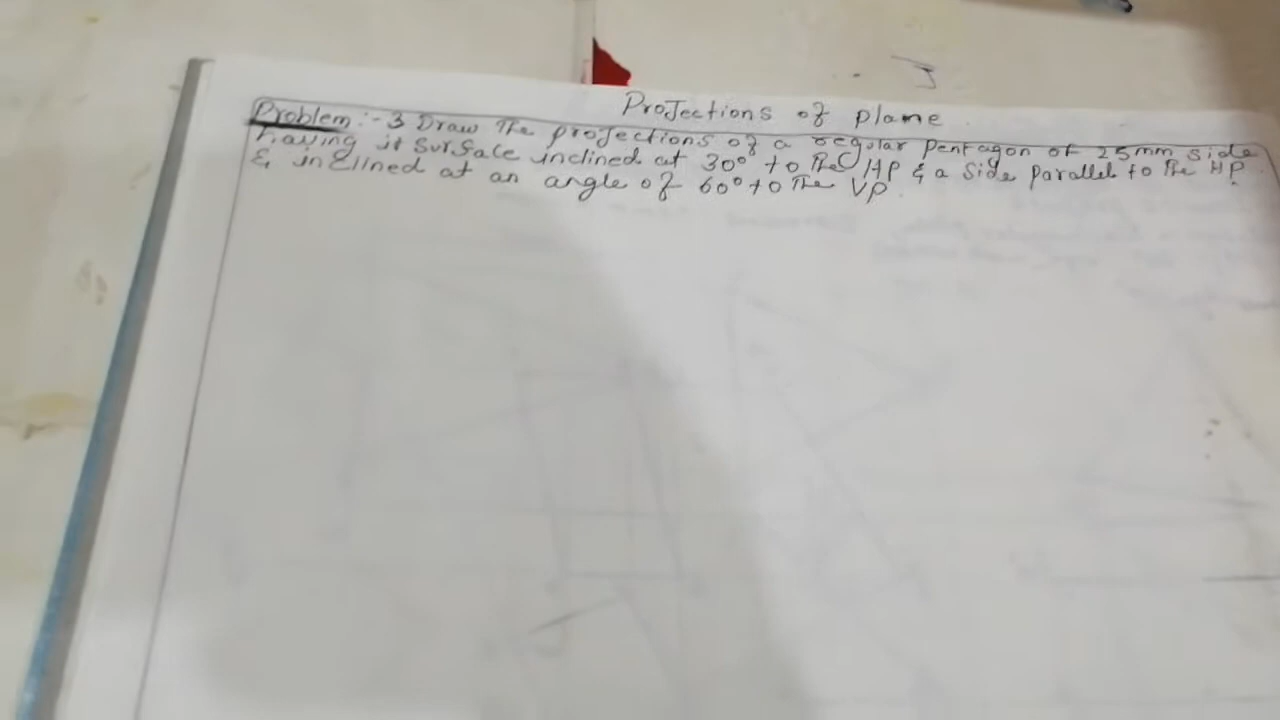 ProJections of plane
Problem:- 3 Draw The proJections of a regular pentagon of 25mm side
having it Surface inclined at 30° to the HP & a Side parallel to the HP.
& inclined at an angle of 60° to The VP.